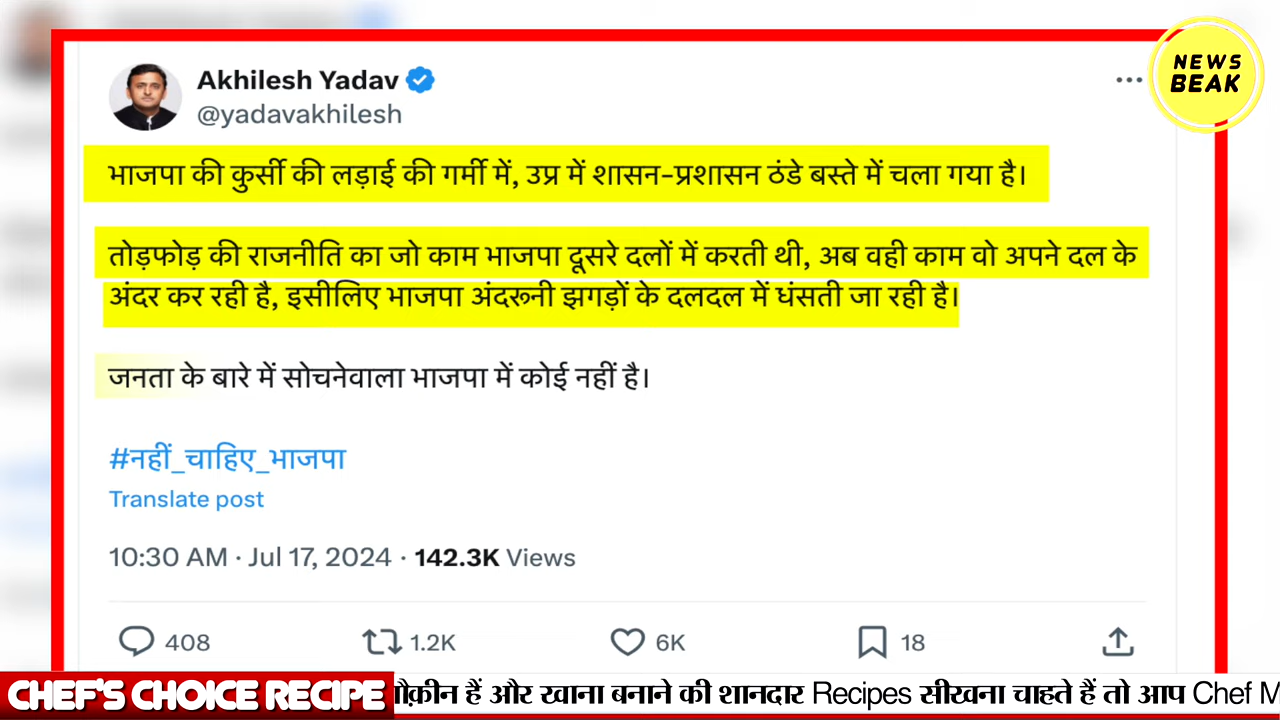 NEWS
BEAK
Akhilesh Yadav
@yadavakhilesh
भाजपा की कुर्सी की लड़ाई की गर्मी में, उप्र में शासन-प्रशासन ठंडे बस्ते में चला गया है।
तोड़फोड़ की राजनीति का जो काम भाजपा दूसरे दलों में करती थी, अब वही काम वो अपने दल के
अंदर कर रही है, इसीलिए भाजपा अंदरूनी झगड़ों के दलदल में धंसती जा रही है।
जनता के बारे में सोचनेवाला भाजपा में कोई नहीं है।
#नहीं_चाहिए_भाजपा
Translate post
10:30 AM · Jul 17, 2024 · 142.3K Views
408 1.2K 6K 18
CHEF'S CHOICE RECIPE
हैं और खाना बनाने की शानदार Recipes सीखना चाहते हैं तो आप Chef